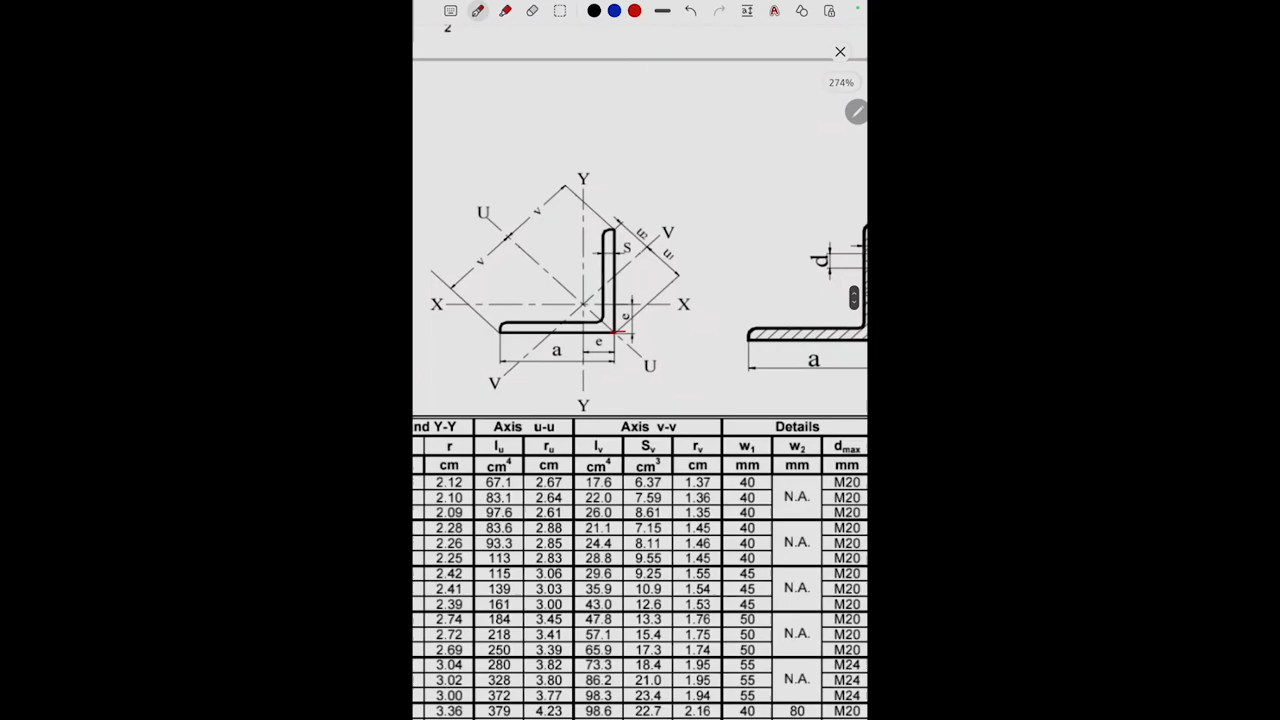 2
274%
Y
U
v
V
u2
S
u1
v
d
X
X
e
e
a
a
U
V
Y
nd Y-Y Axis u-u Axis v-v Details
r Iu ru Iv Sv rv w1 w2 dmax
cm cm4 cm cm4 cm3 cm mm mm mm
2.12 67.1 2.67 17.6 6.37 1.37 40 N.A. M20
2.10 83.1 2.64 22.0 7.59 1.36 40 M20
2.09 97.6 2.61 26.0 8.61 1.35 40 M20
2.28 83.6 2.88 21.1 7.15 1.45 40 N.A. M20
2.26 93.3 2.85 24.4 8.11 1.46 40 M20
2.25 113 2.83 28.8 9.55 1.45 40 M20
2.42 115 3.06 29.6 9.25 1.55 45 N.A. M20
2.41 139 3.03 35.9 10.9 1.54 45 M20
2.39 161 3.00 43.0 12.6 1.53 45 M20
2.74 184 3.45 47.8 13.3 1.76 50 N.A. M20
2.72 218 3.41 57.1 15.4 1.75 50 M20
2.69 250 3.39 65.9 17.3 1.74 50 M20
3.04 280 3.82 73.3 18.4 1.95 55 N.A. M24
3.02 328 3.80 86.2 21.0 1.95 55 M24
3.00 372 3.77 98.3 23.4 1.94 55 M24
3.36 379 4.23 98.6 22.7 2.16 40 80 M20